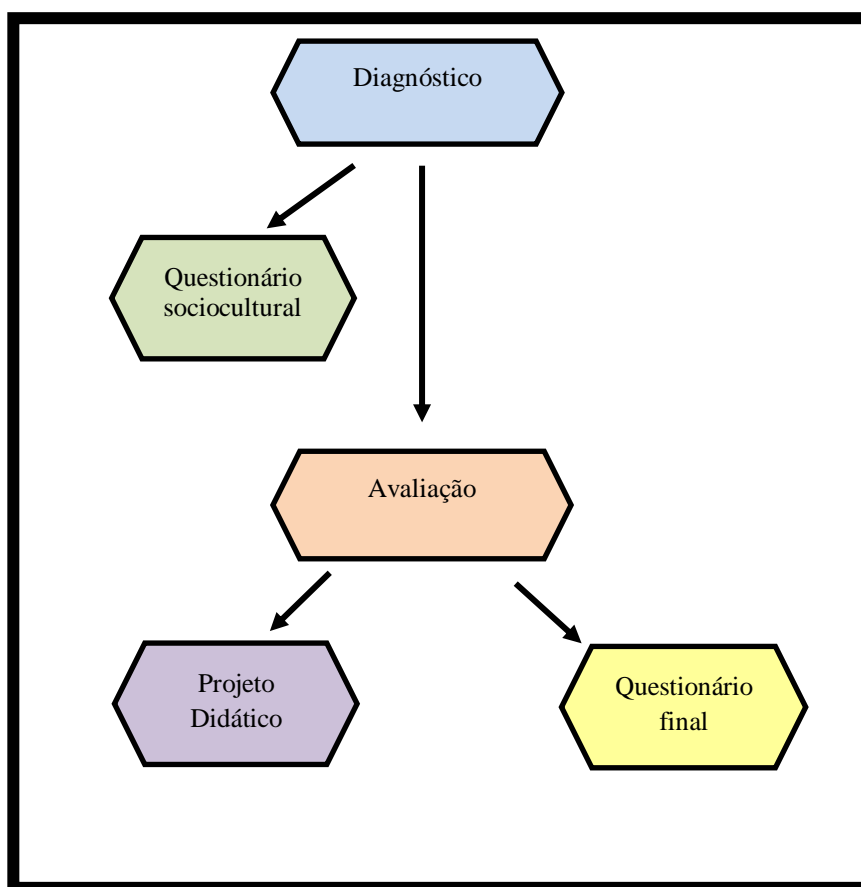 Diagnóstico
Questionário
sociocultural
Avaliação
Projeto
Didático
Questionário
final